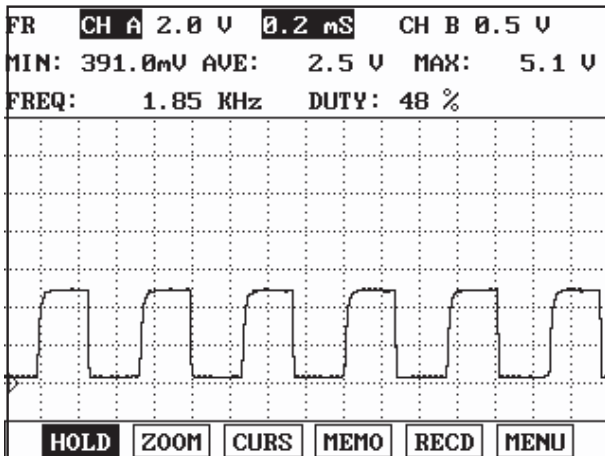 FR CH A 2.0 V 0.2 mS CH B 0.5 V
MIN: 391.0mV AVE: 2.5 V MAX: 5.1 V
FREQ: 1.85 KHz DUTY: 48 %
HOLD ZOOM CURS MEMO RECD MENU